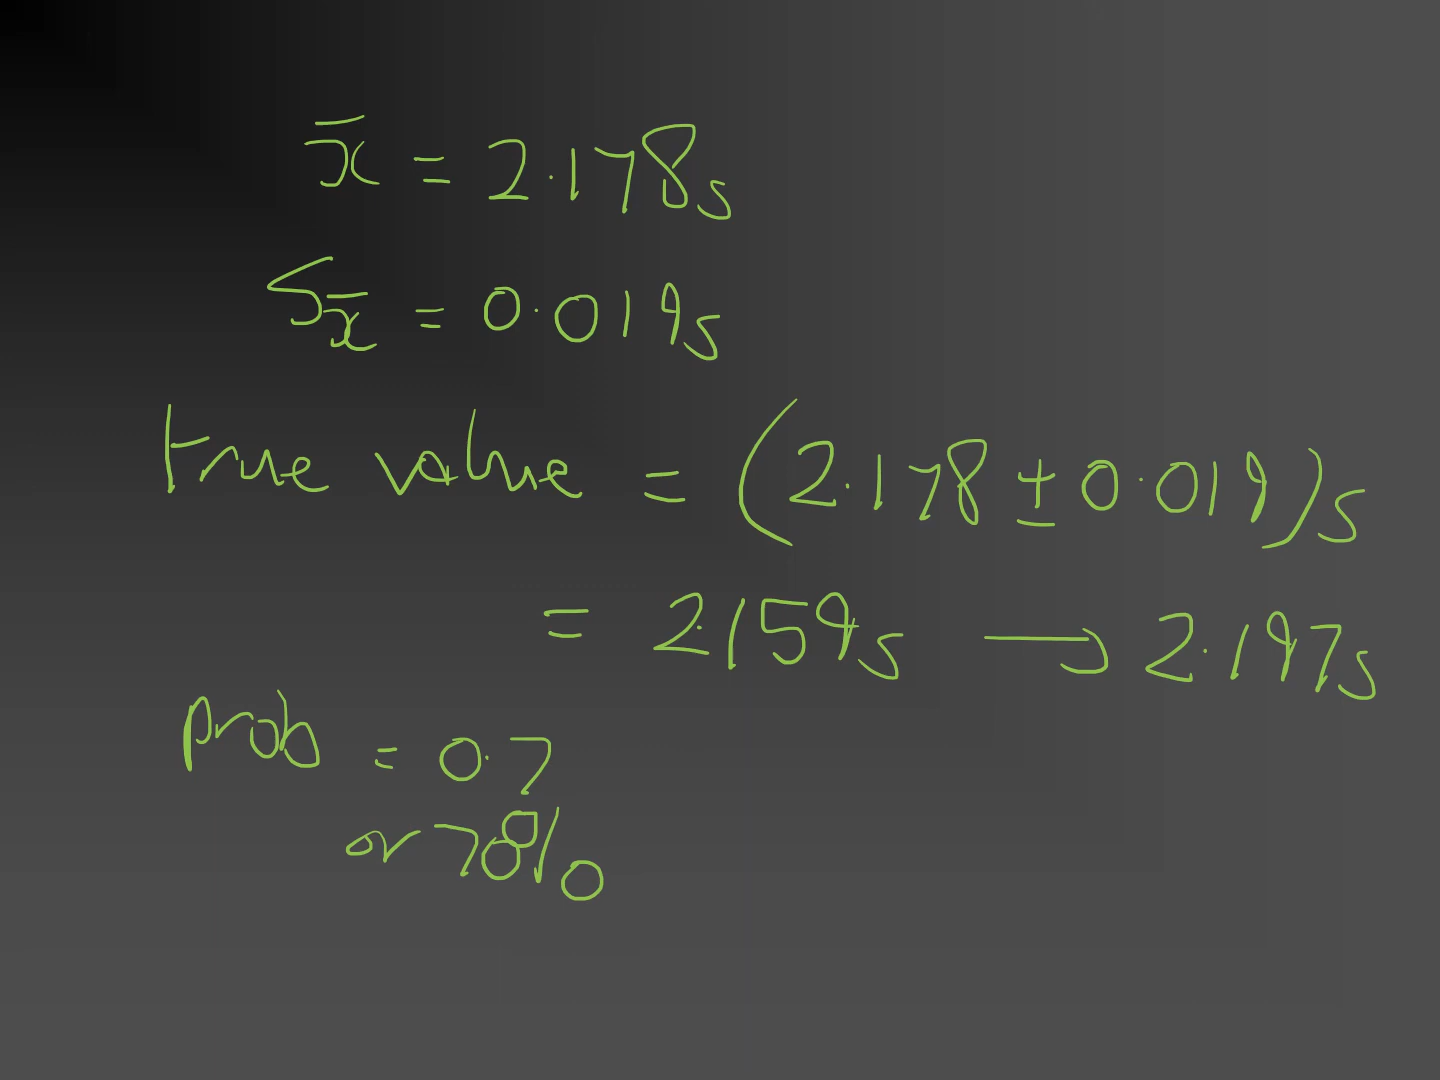 x̄ = 2.178s
Sx̄ = 0.019s
true value = (2.178 ± 0.019)s
= 2.159s → 2.197s
prob = 0.7
or 70%